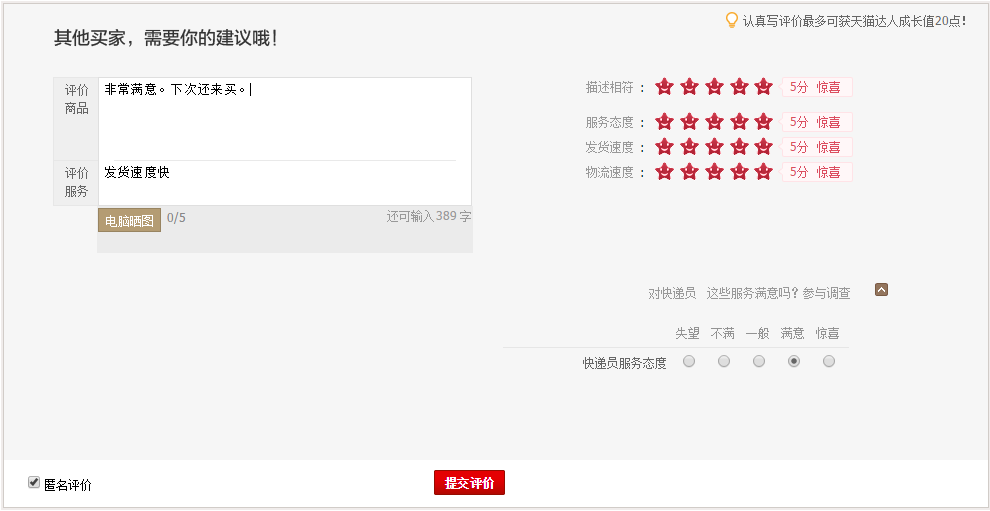 认真写评价最多可获天猫达人成长值20点！
其他买家，需要你的建议哦！
评价
商品
非常满意。下次还来买。
评价
服务
发货速度快
电脑晒图 0/5 还可输入389字
描述相符： 5分 惊喜
服务态度： 5分 惊喜
发货速度： 5分 惊喜
物流速度： 5分 惊喜
对快递员 这些服务满意吗？参与调查
失望 不满 一般 满意 惊喜
快递员服务态度
匿名评价 提交评价